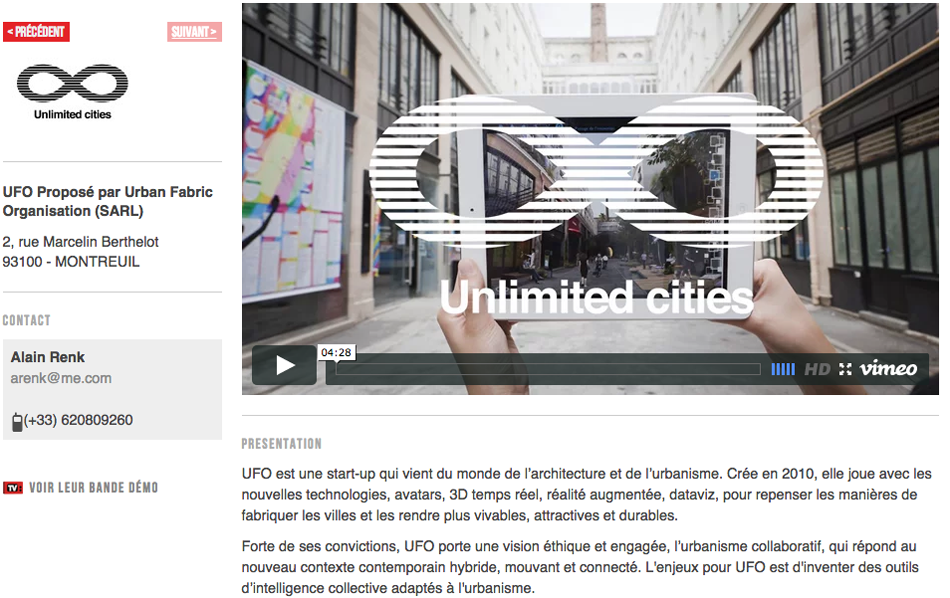 < PRÉCÉDENT
SUIVANT >
Unlimited cities
UFO Proposé par Urban Fabric
Organisation (SARL)
2, rue Marcelin Berthelot
93100 - MONTREUIL
CONTACT
Alain Renk
arenk@me.com
(+33) 620809260
TV
VOIR LEUR BANDE DÉMO
Unlimited cities
04:28
HD
vimeo
PRESENTATION
UFO est une start-up qui vient du monde de l'architecture et de l'urbanisme. Crée en 2010, elle joue avec les
nouvelles technologies, avatars, 3D temps réel, réalité augmentée, dataviz, pour repenser les manières de
fabriquer les villes et les rendre plus vivables, attractives et durables.
Forte de ses convictions, UFO porte une vision éthique et engagée, l'urbanisme collaboratif, qui répond au
nouveau contexte contemporain hybride, mouvant et connecté. L'enjeux pour UFO est d'inventer des outils
d'intelligence collective adaptés à l'urbanisme.